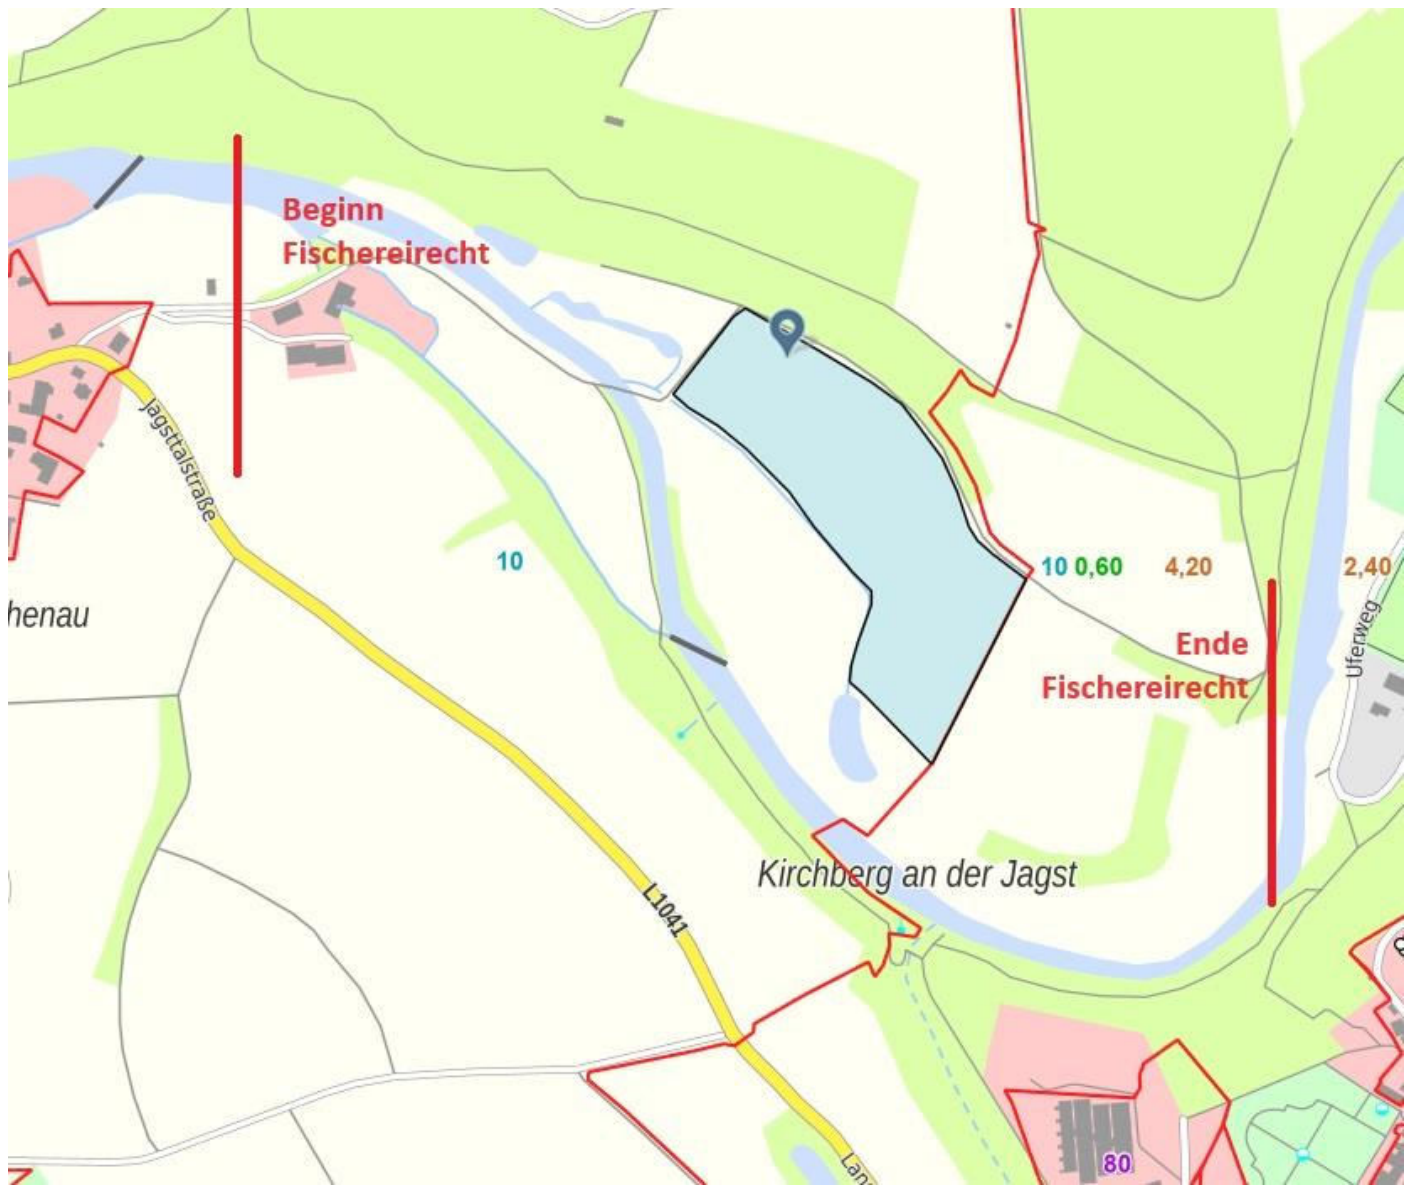 Beginn
Fischereirecht
Jagsttalstraße
10
10 0,60 4,20 2,40
henau
Uferweg
Ende
Fischereirecht
Kirchberg an der Jagst
L1041
80